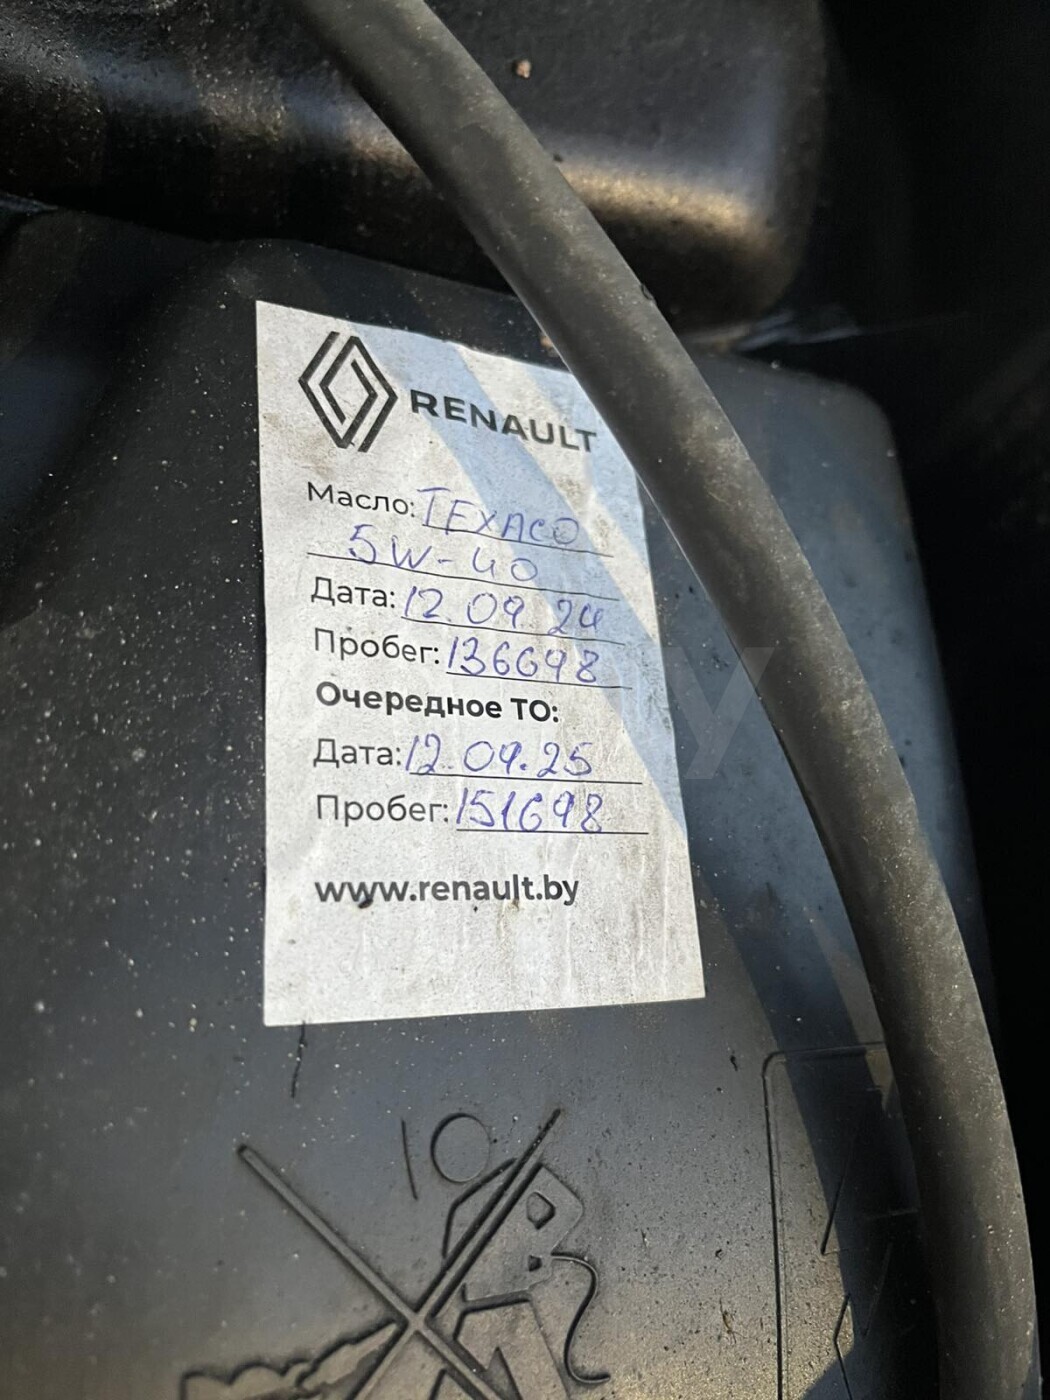 RENAULT
Масло: TEXACO
5W-40
Дата: 12.09.24
Пробег: 136698
Очередное ТО:
Дата: 12.09.25
Пробег: 151698
www.renault.by